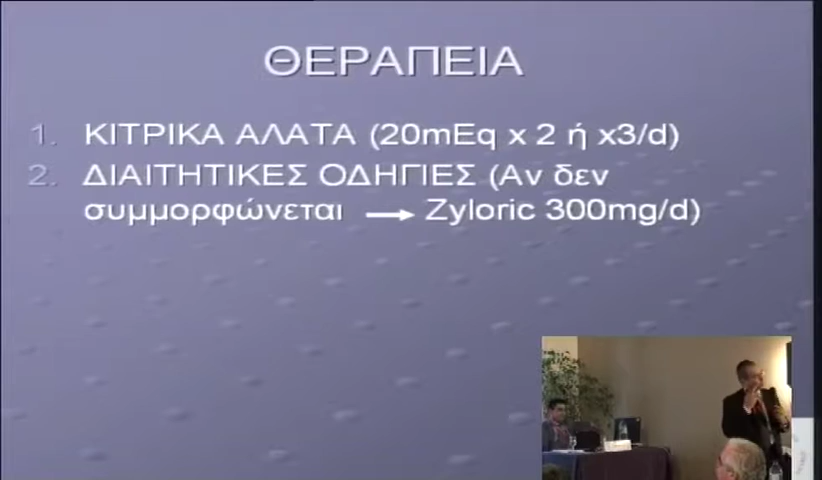 ΘΕΡΑΠΕΙΑ
1. ΚΙΤΡΙΚΑ ΑΛΑΤΑ (20mEq x 2 ή x3/d)
2. ΔΙΑΙΤΗΤΙΚΕΣ ΟΔΗΓΙΕΣ (Αν δεν
συμμορφώνεται → Zyloric 300mg/d)